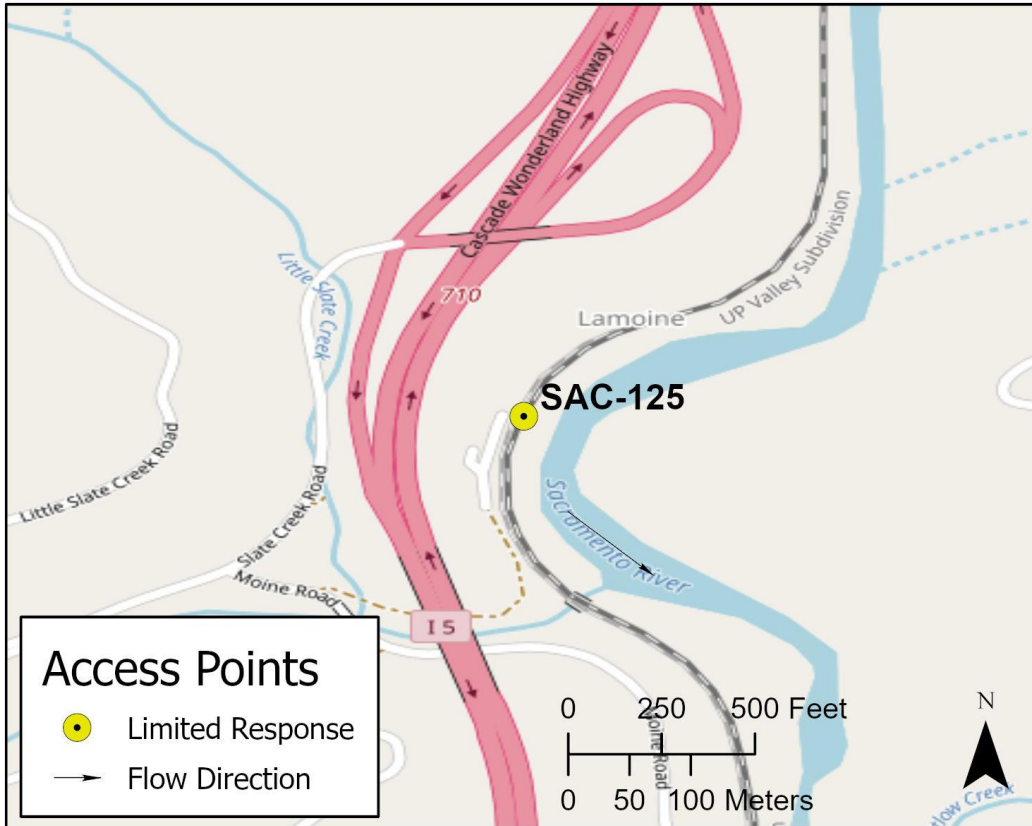 Cascade Wonderland Highway
Little Slate Creek
710
UP Valley Subdivision
Lamoine
SAC-125
Little Slate Creek Road
Slate Creek Road
Sacramento River
Moine Road
I 5
Moine Road
Access Points
Limited Response
Flow Direction
0 250 500 Feet
0 50 100 Meters
N
Creek